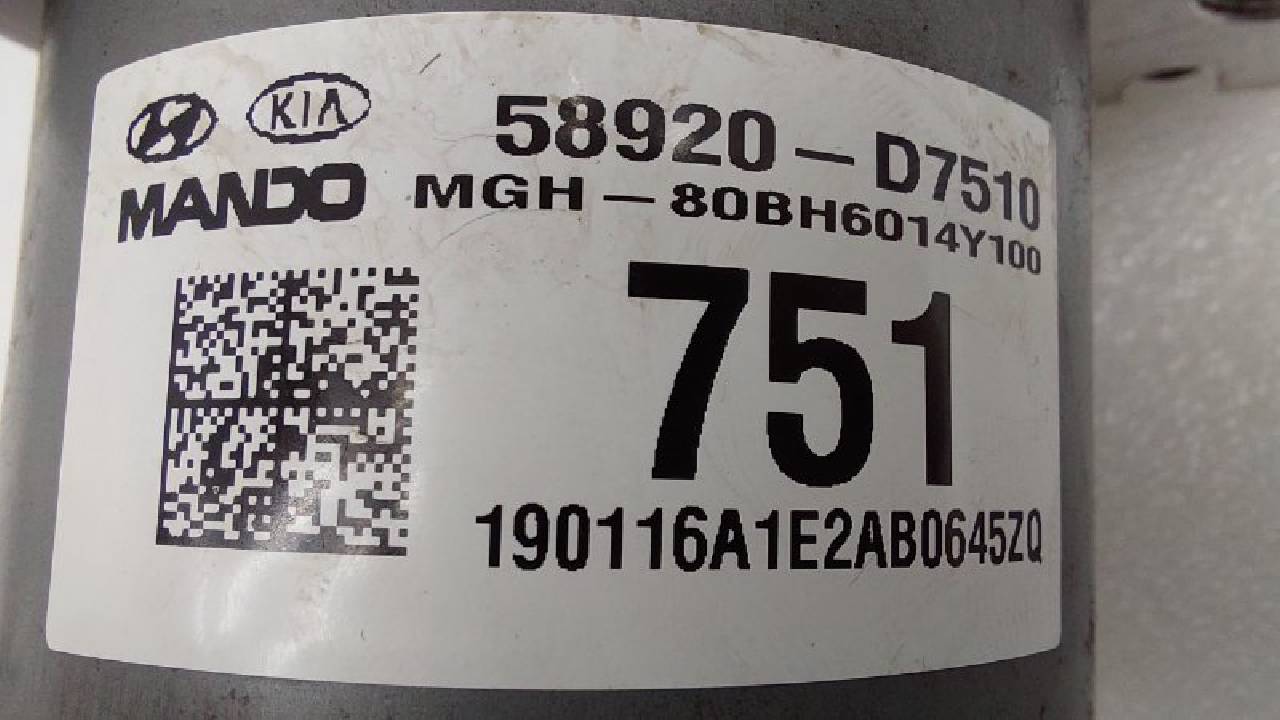 KIA
58920-D7510
MANDO
MGH-80BH6014Y100
751
190116A1E2AB0645ZQ